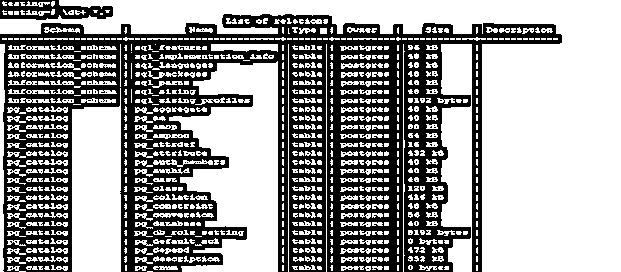 testing=#
testing=# \dt+ *.*
List of relations
Schema | Name | Type | Owner | Size | Description
information_schema | sql_features | table | postgres | 96 kB |
information_schema | sql_implementation_info | table | postgres | 48 kB |
information_schema | sql_languages | table | postgres | 48 kB |
information_schema | sql_packages | table | postgres | 48 kB |
information_schema | sql_parts | table | postgres | 48 kB |
information_schema | sql_sizing | table | postgres | 48 kB |
information_schema | sql_sizing_profiles | table | postgres | 8192 bytes |
pg_catalog | pg_aggregate | table | postgres | 48 kB |
pg_catalog | pg_am | table | postgres | 40 kB |
pg_catalog | pg_amop | table | postgres | 80 kB |
pg_catalog | pg_amproc | table | postgres | kB |
pg_catalog | pg_attrdef | table | postgres | 16 kB |
pg_catalog | pg_attribute | table | postgres | 432 kB |
pg_catalog | pg_auth_members | table | postgres | 40 kB |
pg_catalog | pg_authid | table | postgres | 40 kB |
pg_catalog | pg_cast | table | postgres | 48 kB |
pg_catalog | pg_class | table | postgres | 120 kB |
pg_catalog | pg_collation | table | postgres | 416 kB |
pg_catalog | pg_constraint | table | postgres | 48 kB |
pg_catalog | pg_conversion | table | postgres | 56 kB |
pg_catalog | pg_database | table | postgres | 40 kB |
pg_catalog | pg_db_role_setting | table | postgres | 8192 bytes |
pg_catalog | pg_default_acl | table | postgres | 0 bytes |
pg_catalog | pg_depend | table | postgres | 472 kB |
pg_catalog | pg_description | table | postgres | 352 kB |
pg_catalog | pg_enum | table | postgres | 0 bytes |